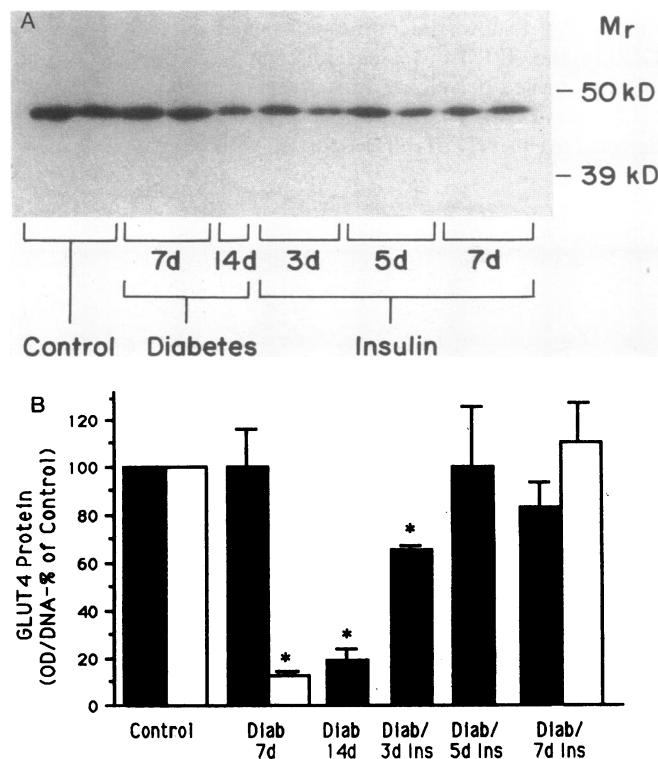 A
Mr
50 kD
39 kD
7d 14d 3d 5d 7d
Control Diabetes Insulin
B
GLUT4 Protein
(OD/DNA-% of Control)
120
100
80
60
40
20
0
*
*
*
Control Diab Diab Diab/ Diab/ Diab/
7d 14d 3d Ins 5d Ins 7d Ins